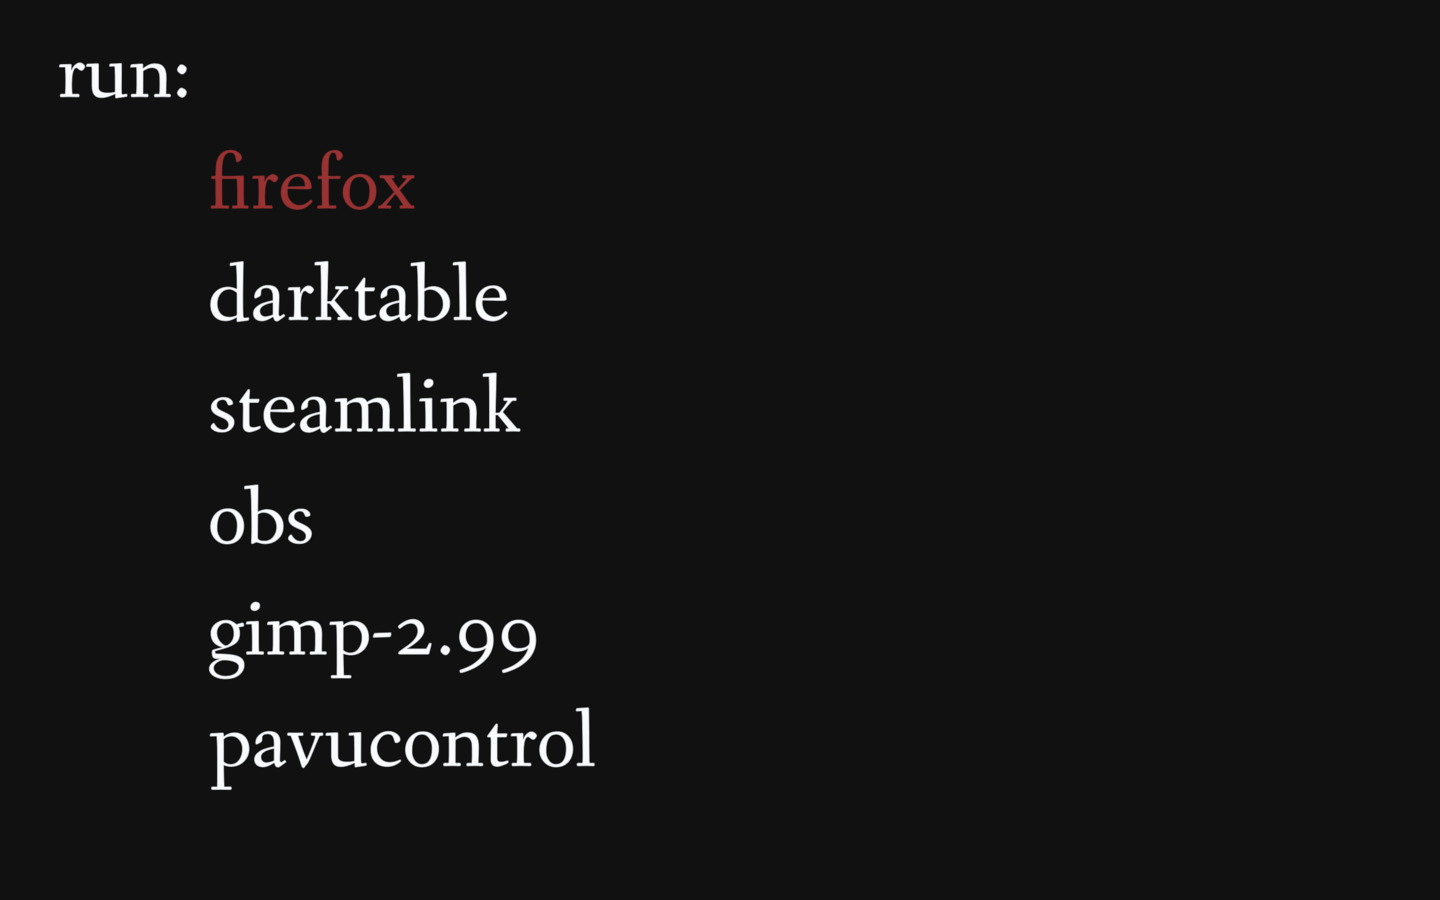 run:
firefox
darktable
steamlink
obs
gimp-2.99
pavucontrol